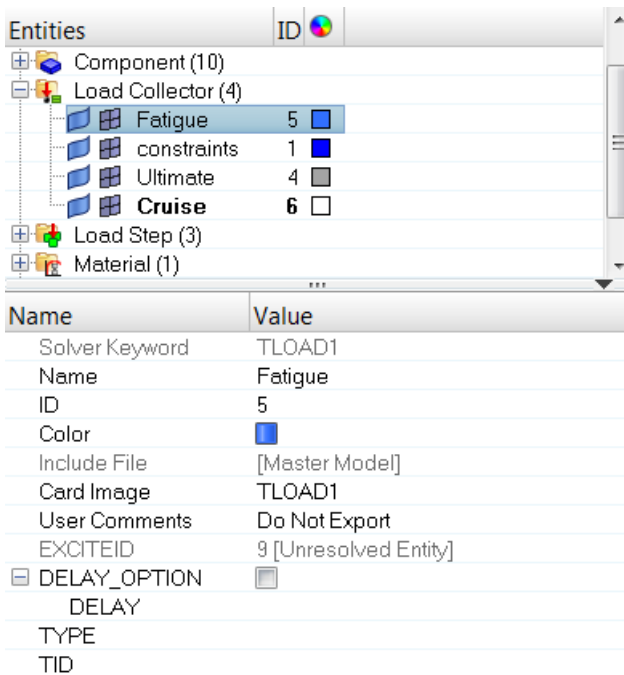 Entities ID
Component (10)
Load Collector (4)
Fatigue 5
constraints 1
Ultimate 4
Cruise 6
Load Step (3)
Material (1)
Name Value
Solver Keyword TLOAD1
Name Fatigue
ID 5
Color
Include File [Master Model]
Card Image TLOAD1
User Comments Do Not Export
EXCITEID 9 [Unresolved Entity]
DELAY_OPTION
DELAY
TYPE
TID